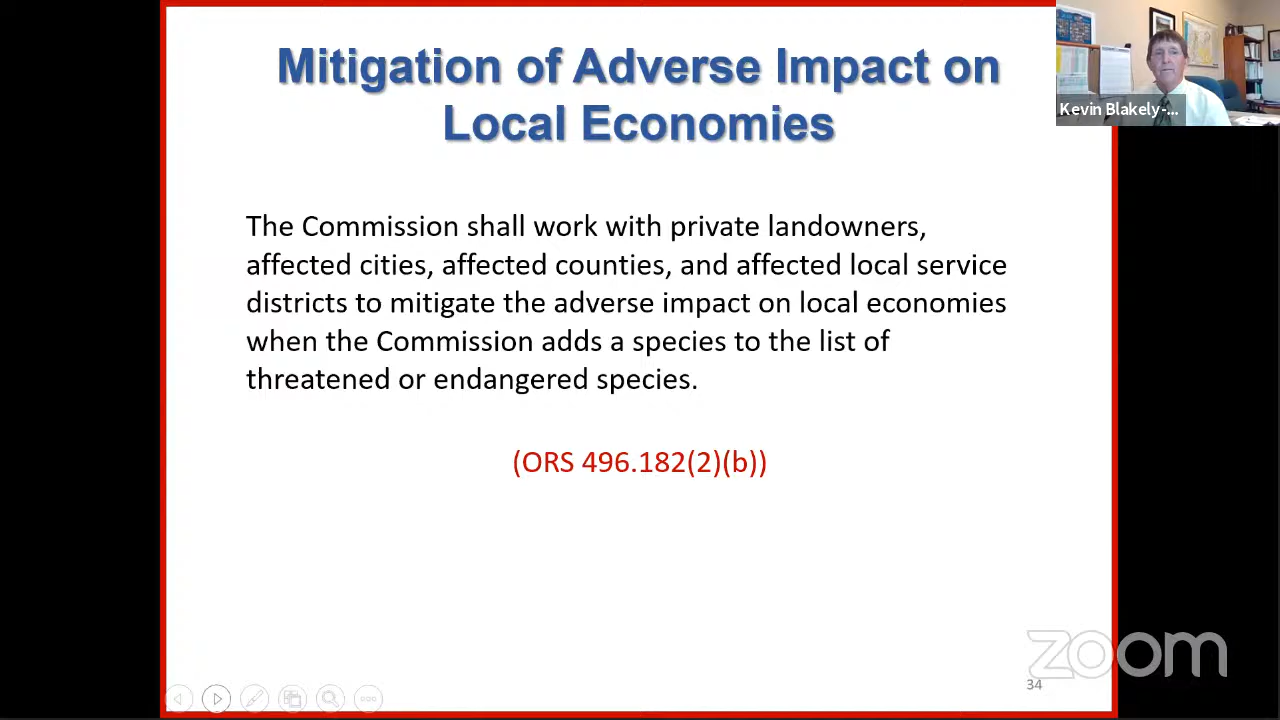 Mitigation of Adverse Impact on
Local Economies
Kevin Blakely-...
The Commission shall work with private landowners,
affected cities, affected counties, and affected local service
districts to mitigate the adverse impact on local economies
when the Commission adds a species to the list of
threatened or endangered species.
(ORS 496.182(2)(b))
zoom
34